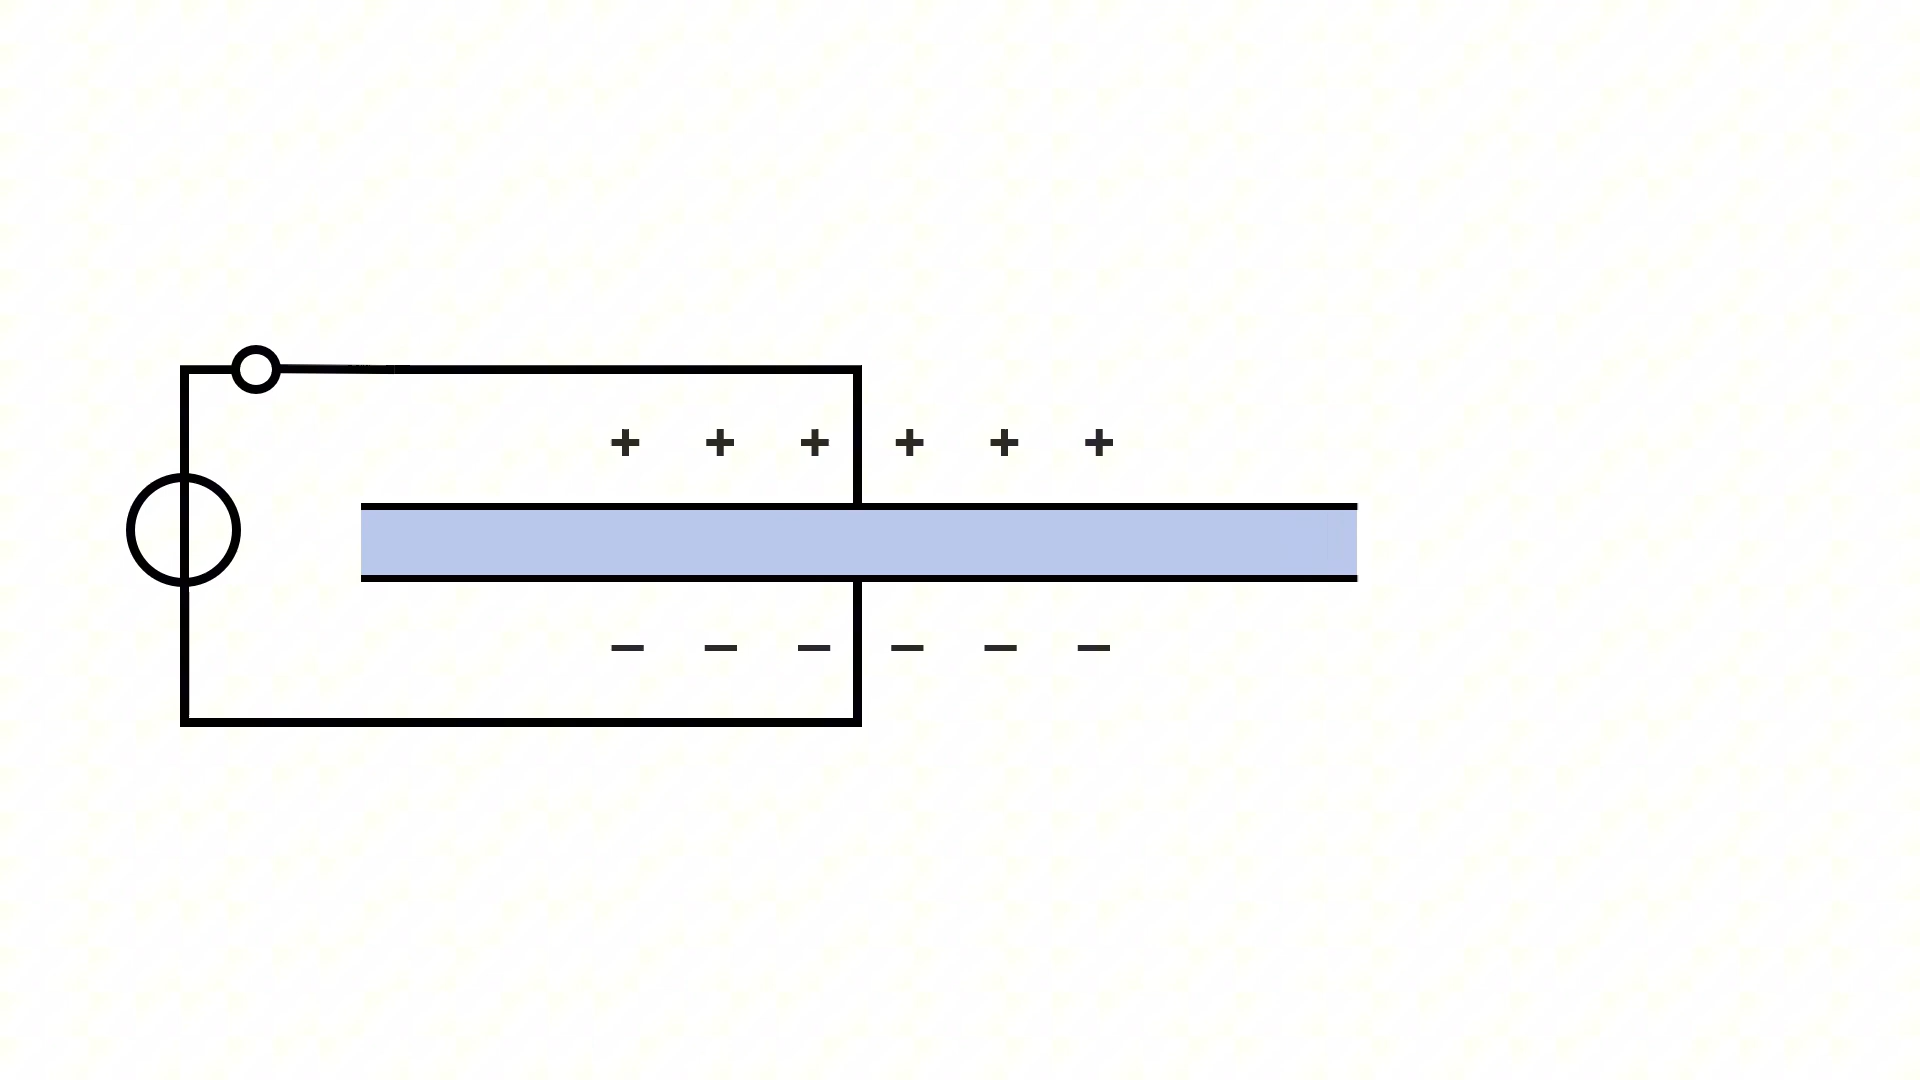 + + + + + +
− − − − − −